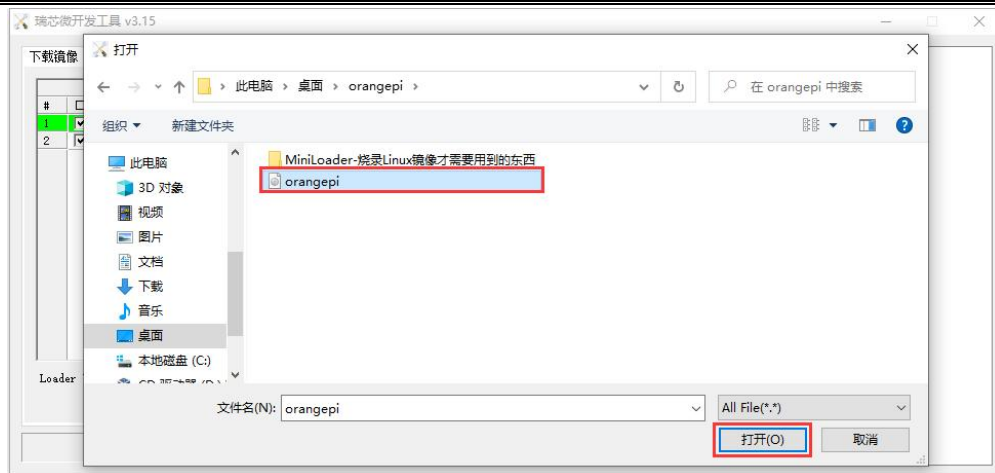 瑞芯微开发工具 v3.15
下载镜像
打开
此电脑 › 桌面 › orangepi ›
在 orangepi 中搜索
组织 新建文件夹
#
1
2
此电脑
3D 对象
视频
图片
文档
下载
音乐
桌面
本地磁盘 (C:)
MiniLoader-烧录Linux镜像才需要用到的东西
orangepi
Loader
文件名(N): orangepi
All File(*.*)
打开(O) 取消